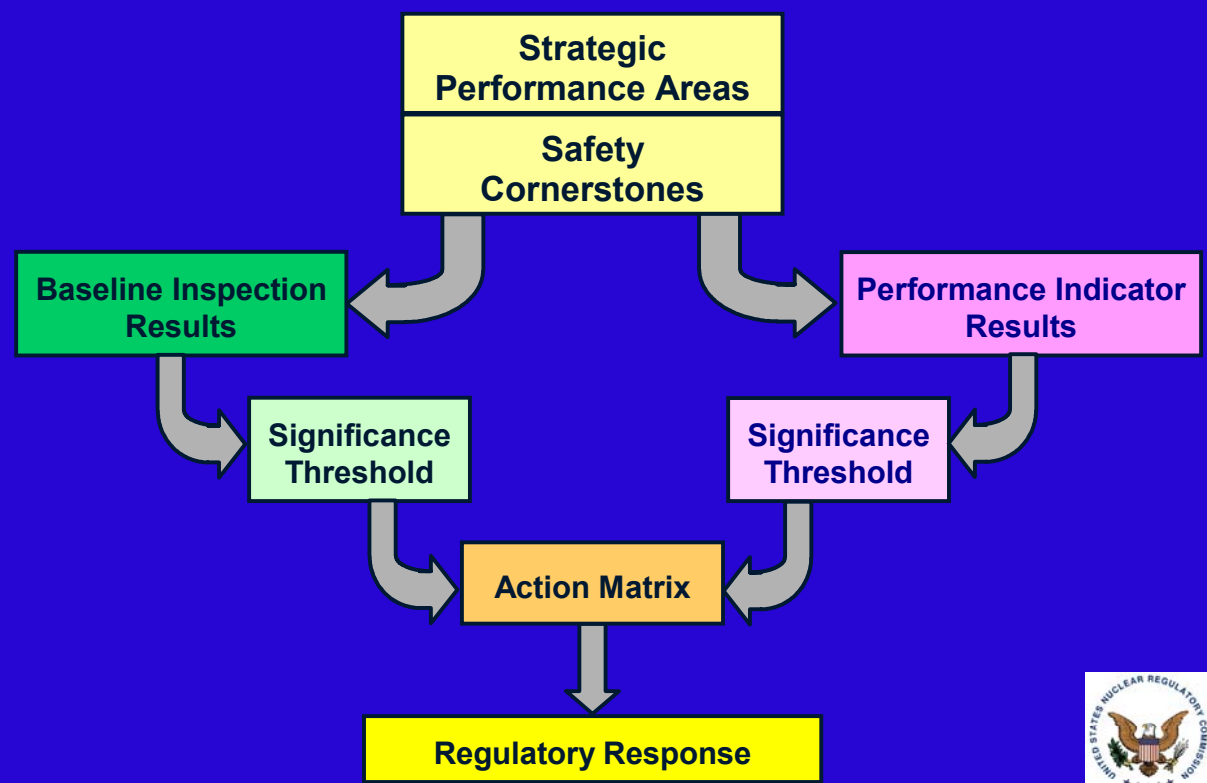 Strategic
Performance Areas
Safety
Cornerstones
Baseline Inspection
Results
Performance Indicator
Results
Significance
Threshold
Significance
Threshold
Action Matrix
Regulatory Response
UNITED STATES NUCLEAR REGULATORY COMMISSION